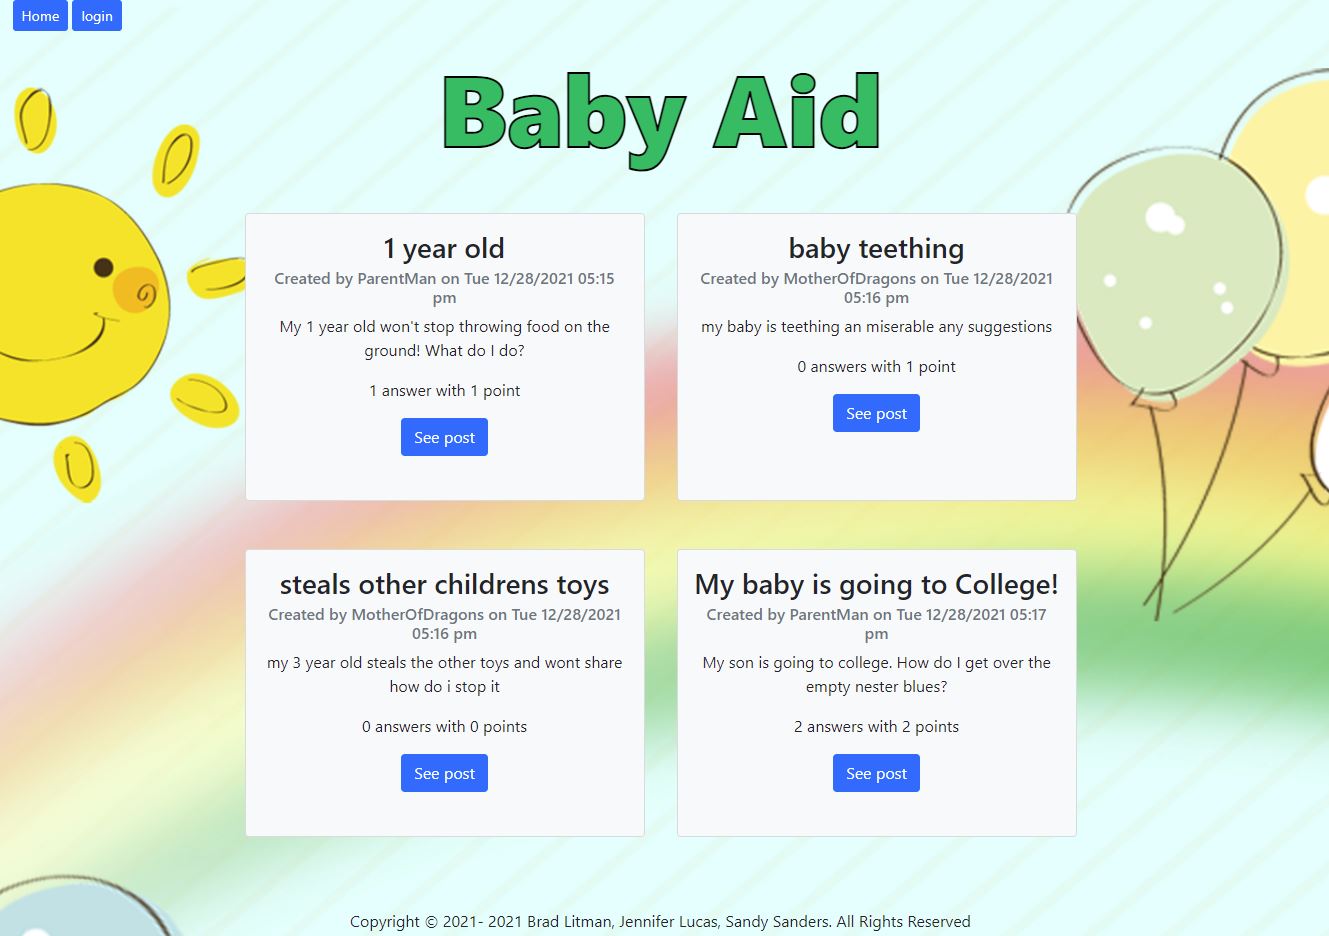 Home login
Baby Aid
1 year old
Created by ParentMan on Tue 12/28/2021 05:15
pm
My 1 year old won't stop throwing food on the
ground! What do I do?
1 answer with 1 point
See post
baby teething
Created by MotherOfDragons on Tue 12/28/2021
05:16 pm
my baby is teething an miserable any suggestions
0 answers with 1 point
See post
steals other childrens toys
Created by MotherOfDragons on Tue 12/28/2021
05:16 pm
my 3 year old steals the other toys and wont share
how do i stop it
0 answers with 0 points
See post
My baby is going to College!
Created by ParentMan on Tue 12/28/2021 05:17
pm
My son is going to college. How do I get over the
empty nester blues?
2 answers with 2 points
See post
Copyright © 2021- 2021 Brad Litman, Jennifer Lucas, Sandy Sanders. All Rights Reserved